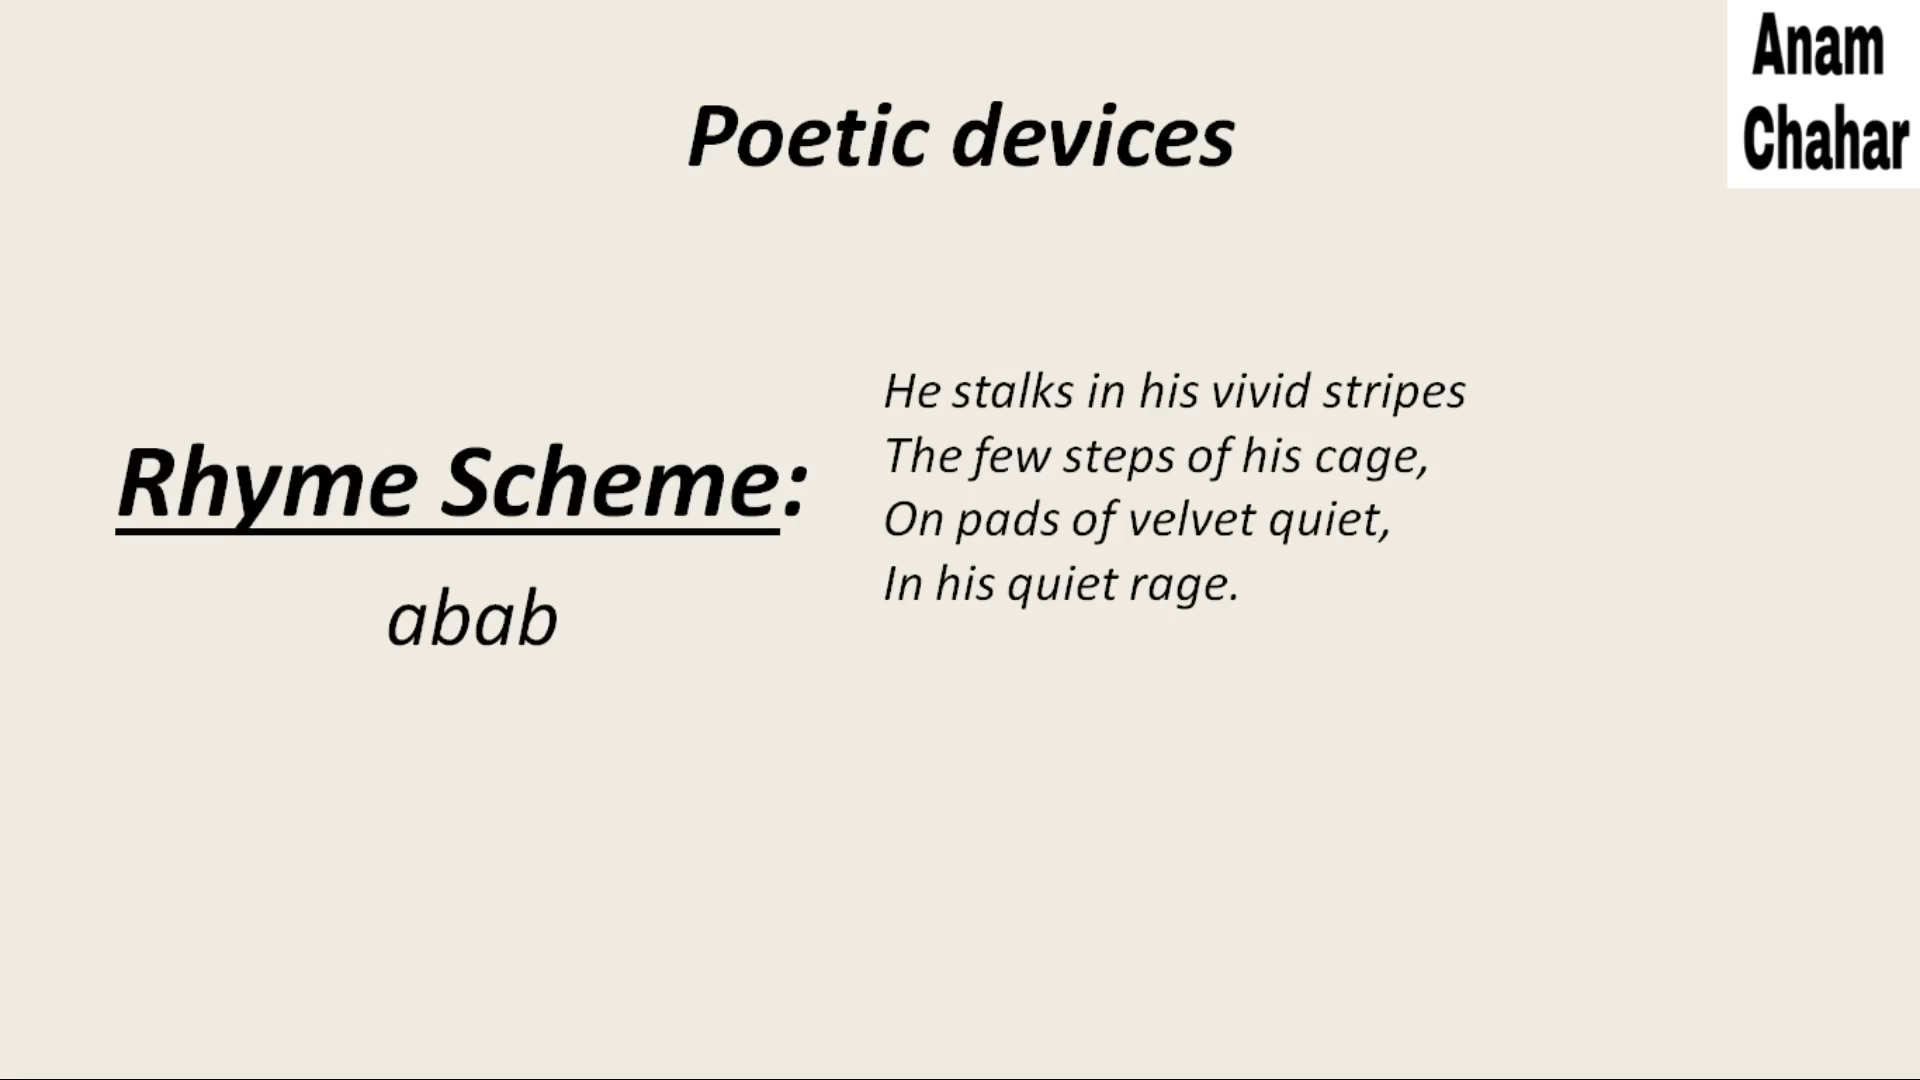 Anam
Chahar
Poetic devices
Rhyme Scheme:
abab
He stalks in his vivid stripes
The few steps of his cage,
On pads of velvet quiet,
In his quiet rage.